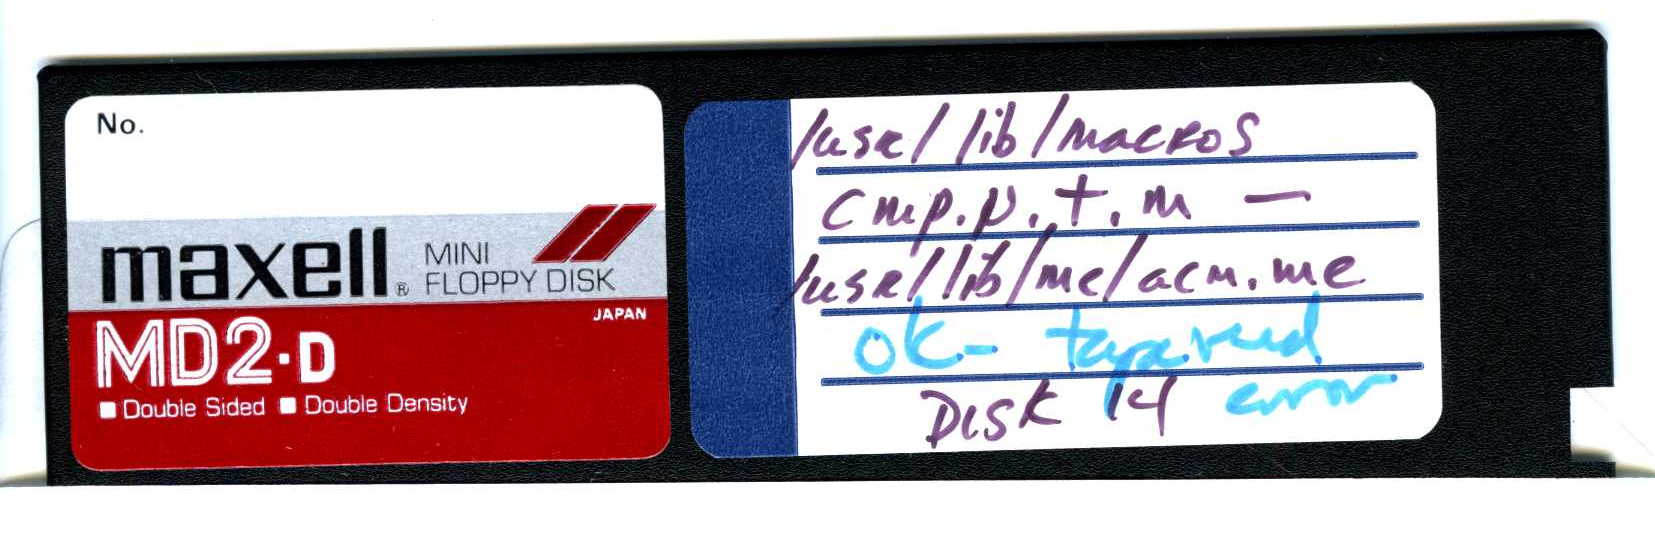 No.
maxell® MINI
FLOPPY DISK
JAPAN
MD2-D
Double Sided Double Density
/usr/lib/macros
cmp.n.t.m —
/usr/lib/me/acm.me
OK-
error
DISK 14